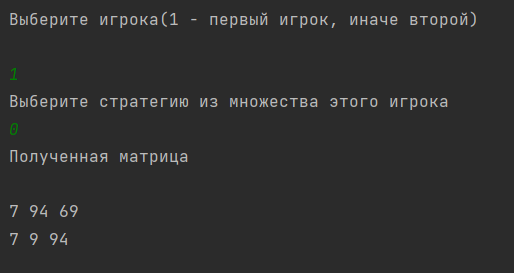 Выберите игрока(1 - первый игрок, иначе второй)
1
Выберите стратегию из множества этого игрока
0
Полученная матрица
7 94 69
7 9 94